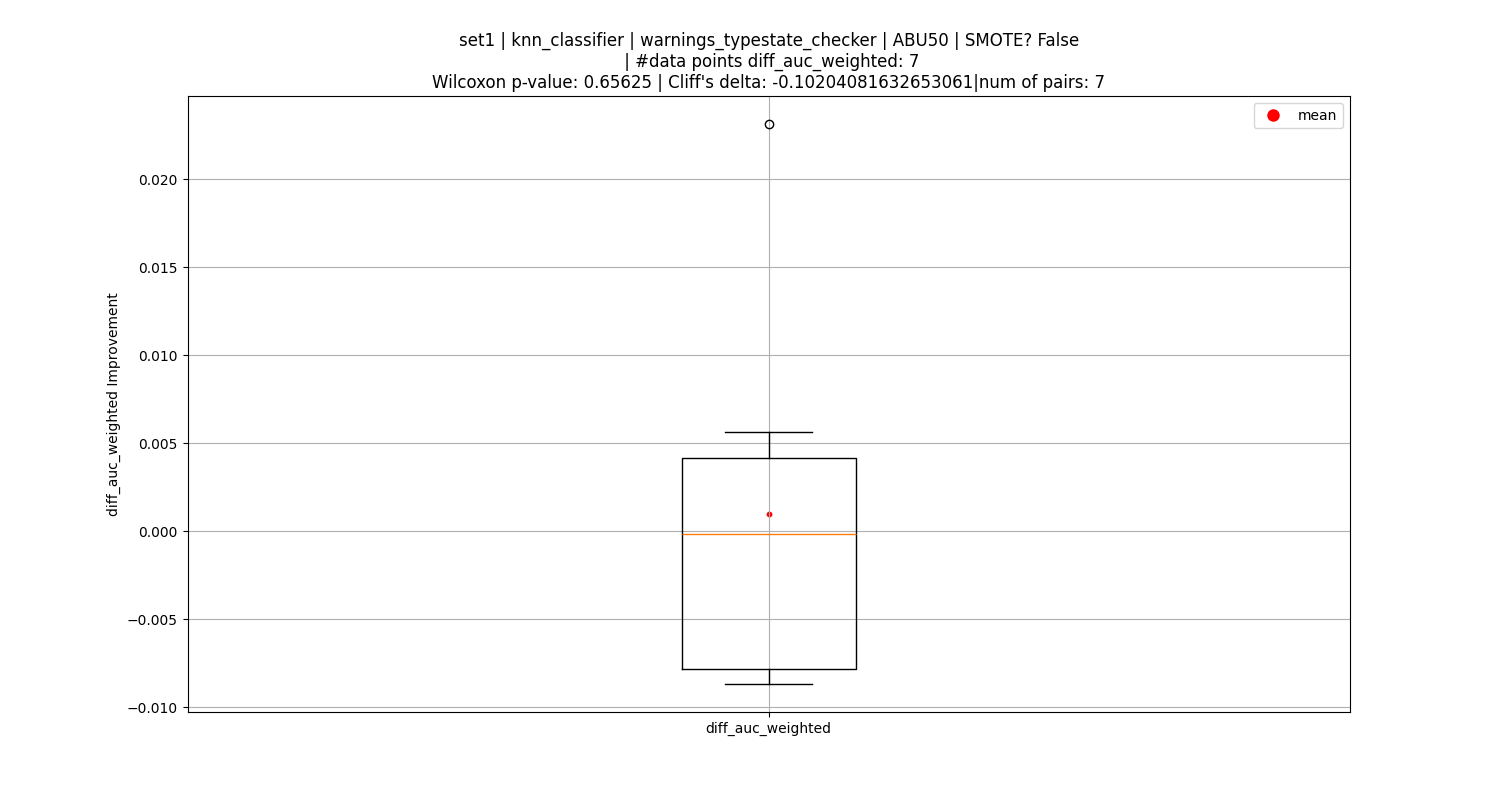 set1 | knn_classifier | warnings_typestate_checker | ABU50 | SMOTE? False
| #data points diff_auc_weighted: 7
Wilcoxon p-value: 0.65625 | Cliff's delta: -0.10204081632653061|num of pairs: 7
mean
0.020
0.015
0.010
0.005
0.000
−0.005
−0.010
diff_auc_weighted Improvement
diff_auc_weighted